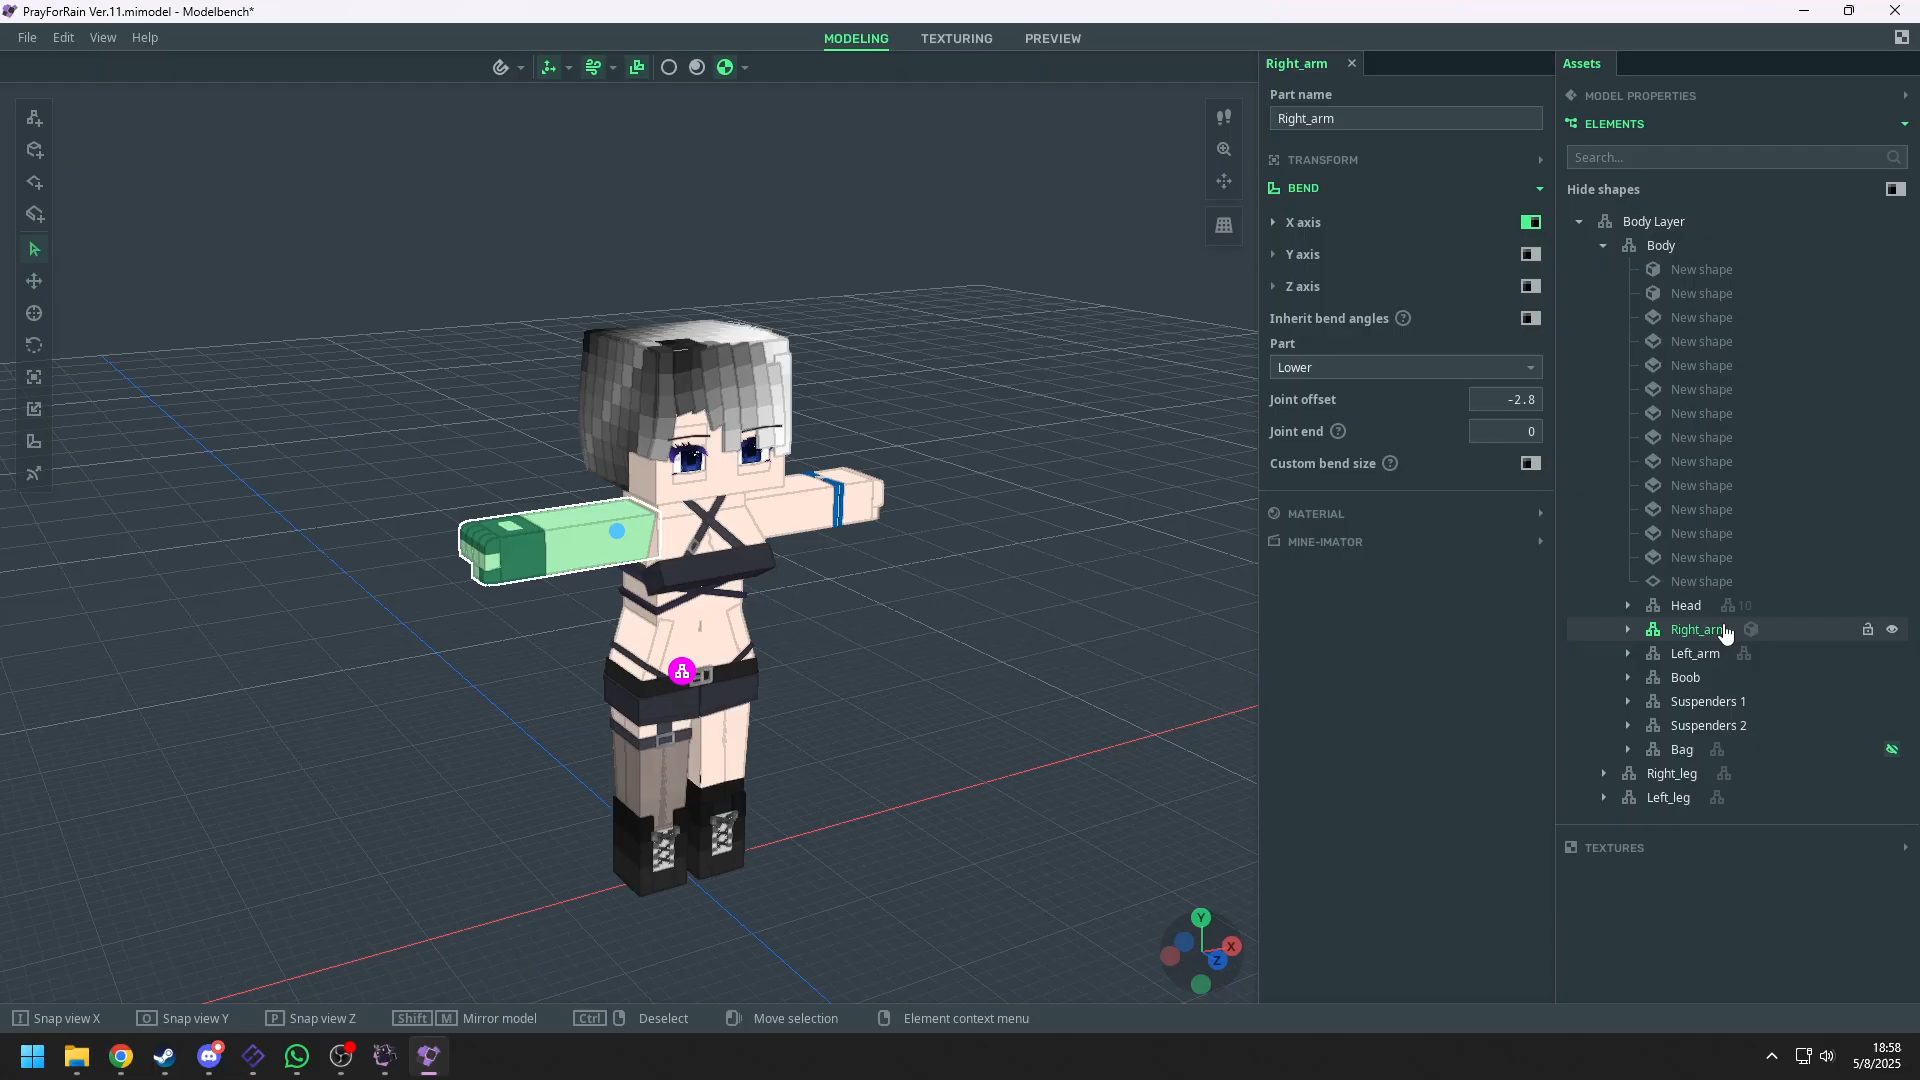 PrayForRain Ver.11.mimodel - Modelbench*
File Edit View Help
MODELING TEXTURING PREVIEW
Right_arm
Part name
Right_arm
TRANSFORM
BEND
X axis
Y axis
Z axis
Inherit bend angles ?
Part
Lower
Joint offset -2.8
Joint end ? 0
Custom bend size ?
MATERIAL
MINE-IMATOR
Assets
MODEL PROPERTIES
ELEMENTS
Search...
Hide shapes
Body Layer
Body
New shape
New shape
New shape
New shape
New shape
New shape
New shape
New shape
New shape
New shape
New shape
New shape
New shape
New shape
Head 10
Right_arm
Left_arm
Boob
Suspenders 1
Suspenders 2
Bag
Right_leg
Left_leg
TEXTURES
Y
X
Z
I Snap view X O Snap view Y P Snap view Z Shift M Mirror model Ctrl Deselect Move selection Element context menu
18:58
5/8/2025